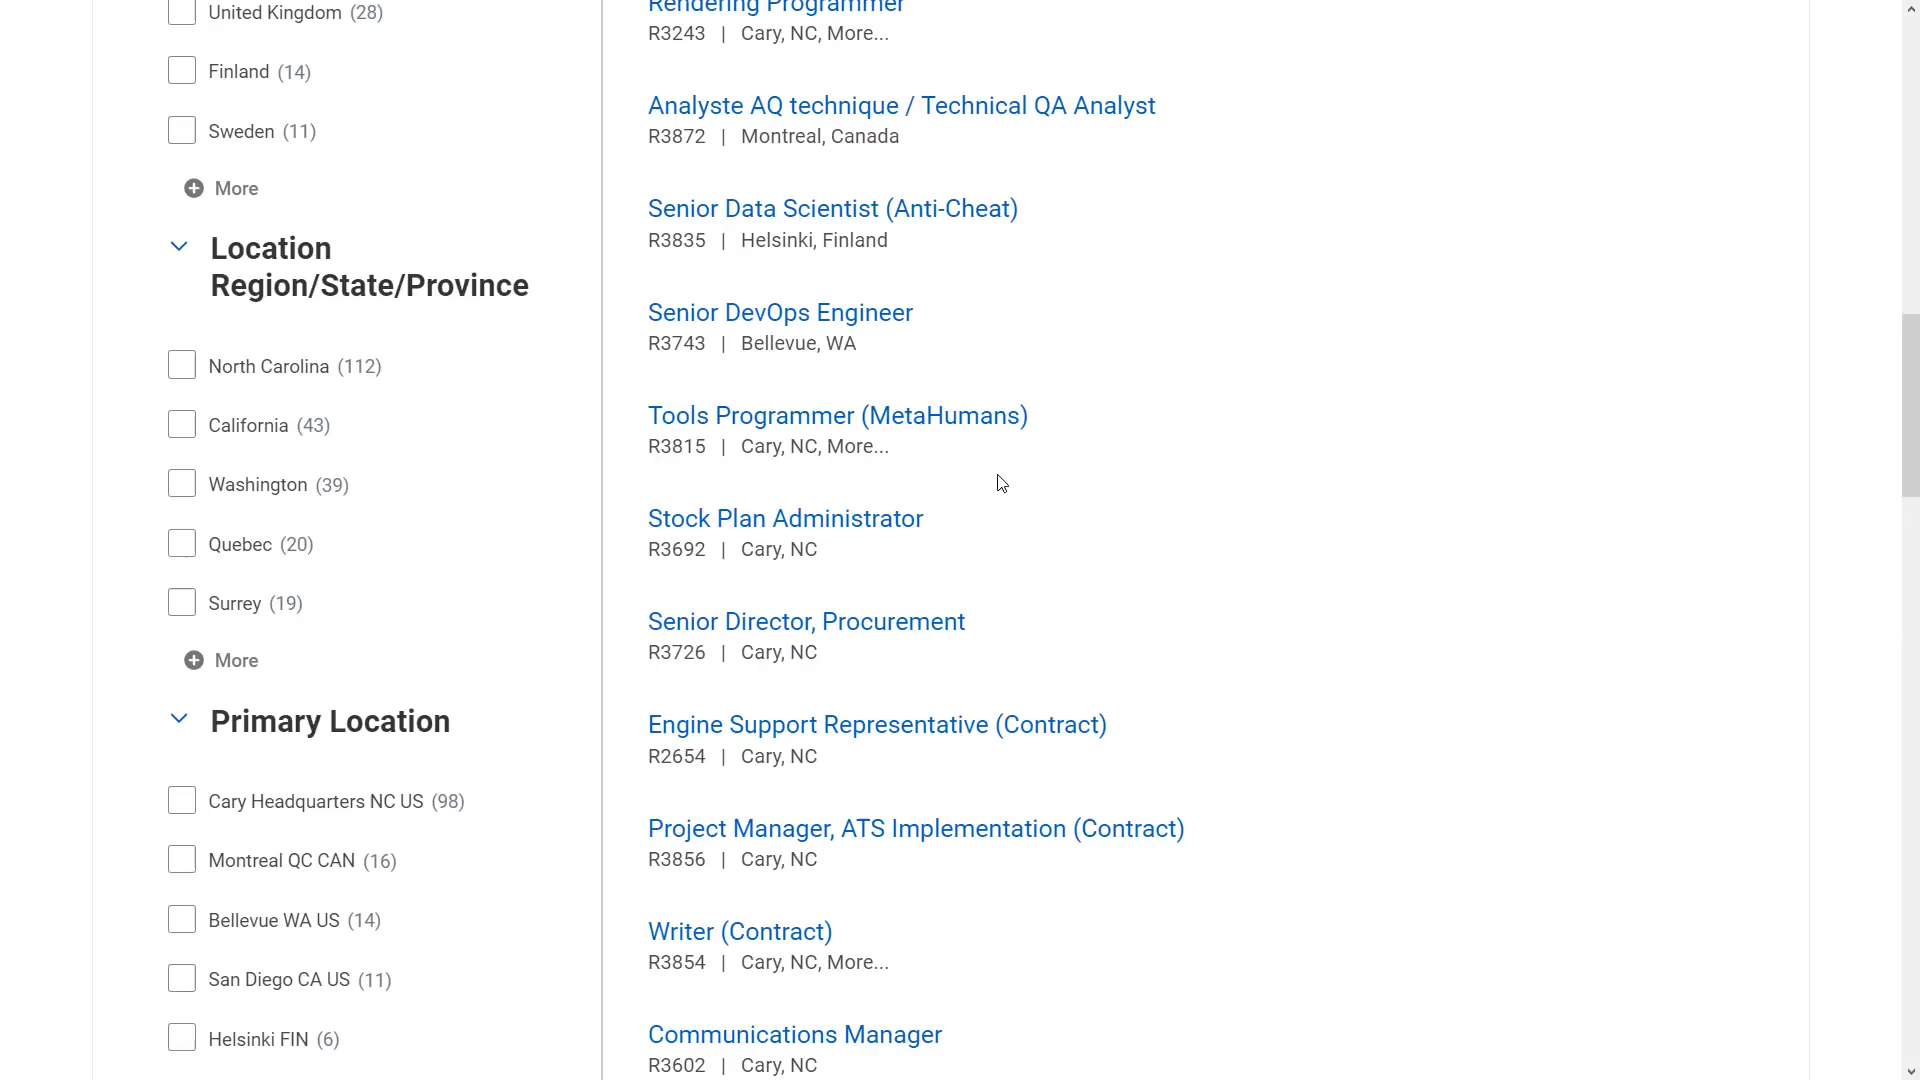 United Kingdom (28)
Finland (14)
Sweden (11)
More
Location
Region/State/Province
North Carolina (112)
California (43)
Washington (39)
Quebec (20)
Surrey (19)
More
Primary Location
Cary Headquarters NC US (98)
Montreal QC CAN (16)
Bellevue WA US (14)
San Diego CA US (11)
Helsinki FIN (6)
Rendering Programmer
R3243 | Cary, NC, More...
Analyste AQ technique / Technical QA Analyst
R3872 | Montreal, Canada
Senior Data Scientist (Anti-Cheat)
R3835 | Helsinki, Finland
Senior DevOps Engineer
R3743 | Bellevue, WA
Tools Programmer (MetaHumans)
R3815 | Cary, NC, More...
Stock Plan Administrator
R3692 | Cary, NC
Senior Director, Procurement
R3726 | Cary, NC
Engine Support Representative (Contract)
R2654 | Cary, NC
Project Manager, ATS Implementation (Contract)
R3856 | Cary, NC
Writer (Contract)
R3854 | Cary, NC, More...
Communications Manager
R3602 | Cary, NC